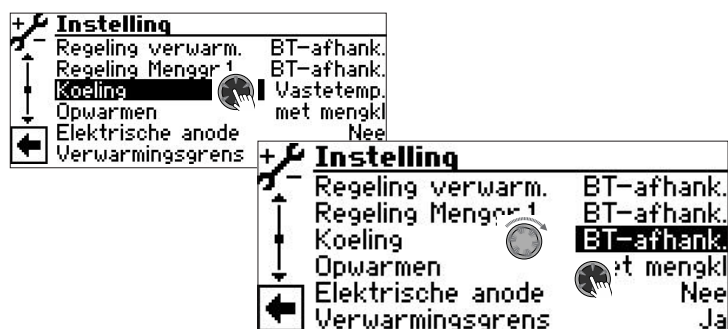 Instelling
Regeling verwarm. BT-afhank.
Regeling Menggr.1 BT-afhank.
Koeling Vastetemp.
Opwarmen met mengkl
Elektrische anode Nee
Verwarmingsgrens
Instelling
Regeling verwarm. BT-afhank.
Regeling Menggr.1 BT-afhank.
Koeling BT-afhank.
Opwarmen met mengkl
Elektrische anode Nee
Verwarmingsgrens Ja